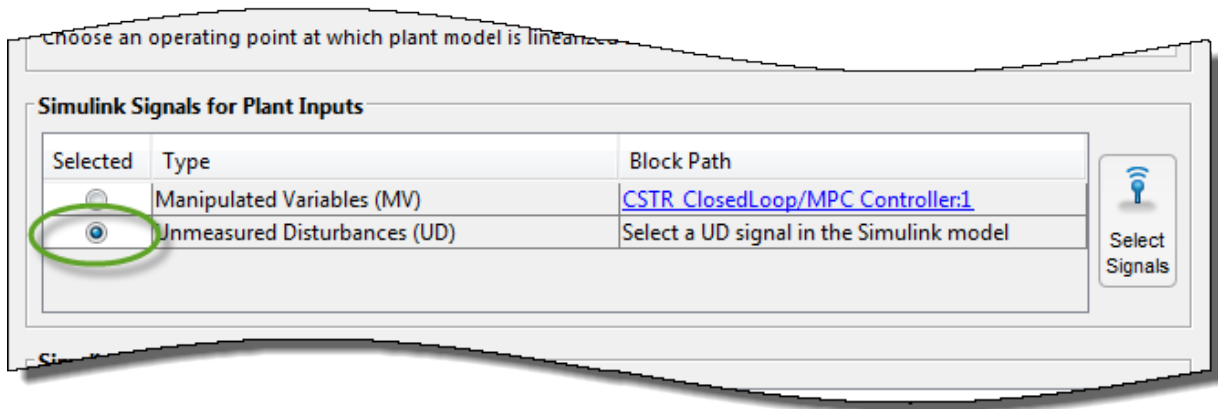 Choose an operating point at which plant model is linearized
Simulink Signals for Plant Inputs
Selected Type Block Path
Manipulated Variables (MV) CSTR_ClosedLoop/MPC Controller:1
Unmeasured Disturbances (UD) Select a UD signal in the Simulink model
Select
Signals